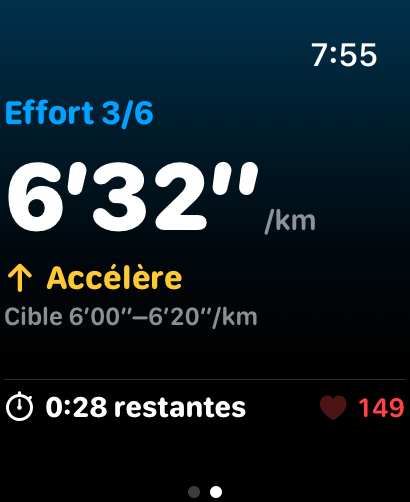 7:55
Effort 3/6
6′32″ /km
↑ Accélère
Cible 6′00″–6′20″/km
0:28 restantes 149